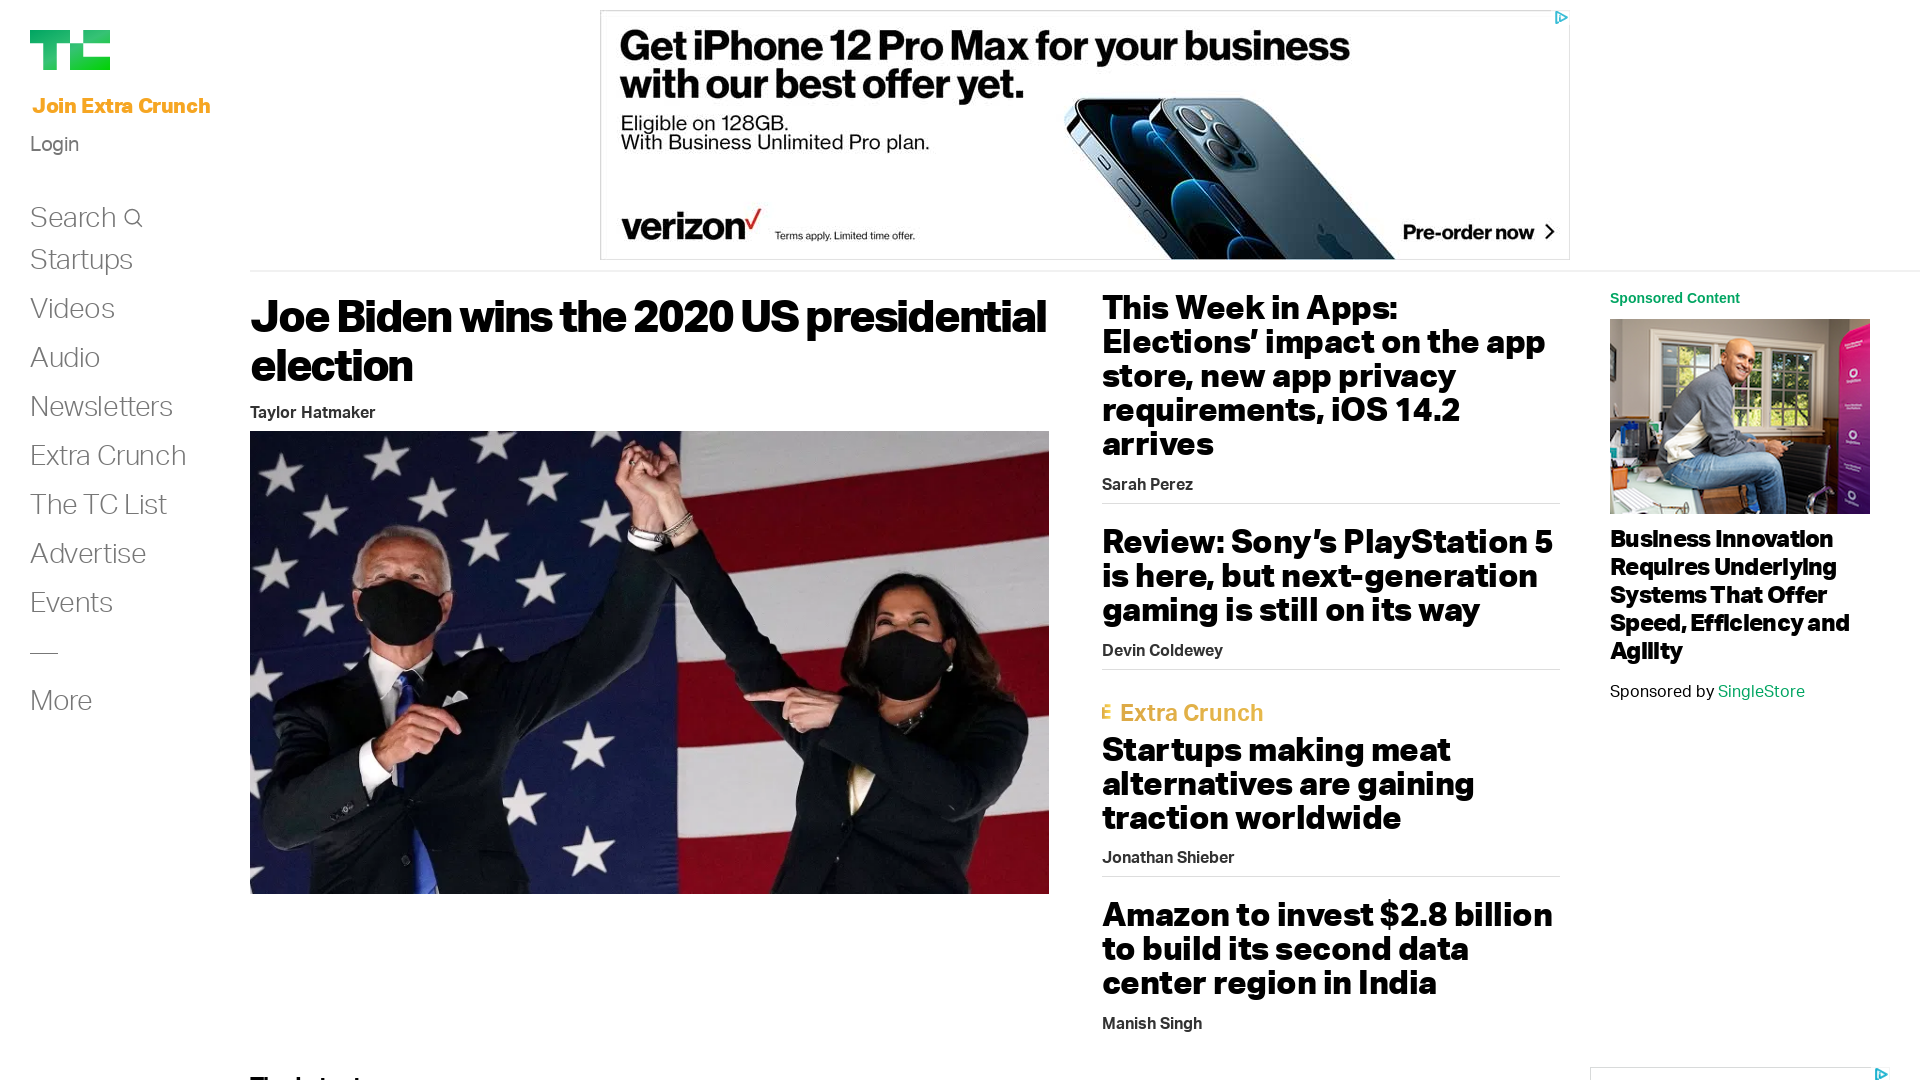 TC
Join Extra Crunch
Login
Search
Startups
Videos
Audio
Newsletters
Extra Crunch
The TC List
Advertise
Events
More
Get iPhone 12 Pro Max for your business
with our best offer yet.
Eligible on 128GB.
With Business Unlimited Pro plan.
verizon
Terms apply. Limited time offer.
Pre-order now
Joe Biden wins the 2020 US presidential
election
Taylor Hatmaker
This Week in Apps:
Elections’ impact on the app
store, new app privacy
requirements, iOS 14.2
arrives
Sarah Perez
Review: Sony’s PlayStation 5
is here, but next-generation
gaming is still on its way
Devin Coldewey
Extra Crunch
Startups making meat
alternatives are gaining
traction worldwide
Jonathan Shieber
Amazon to invest $2.8 billion
to build its second data
center region in India
Manish Singh
Sponsored Content
Business Innovation
Requires Underlying
Systems That Offer
Speed, Efficiency and
Agility
Sponsored by SingleStore